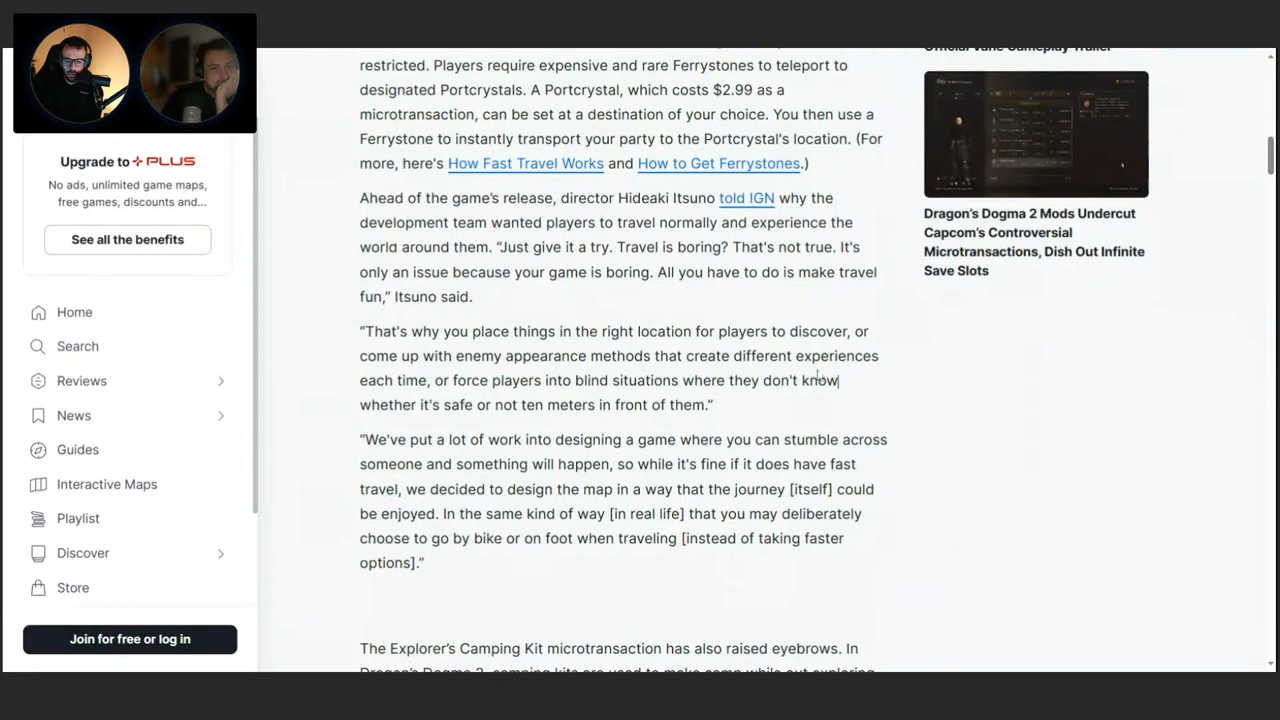 Upgrade to PLUS
No ads, unlimited game maps,
free games, discounts and...
See all the benefits
Home
Search
Reviews
News
Guides
Interactive Maps
Playlist
Discover
Store
Join for free or log in
restricted. Players require expensive and rare Ferrystones to teleport to
designated Portcrystals. A Portcrystal, which costs $2.99 as a
microtransaction, can be set at a destination of your choice. You then use a
Ferrystone to instantly transport your party to the Portcrystal's location. (For
ore, here's How Fast Travel Works and How to Get Ferrystones.)
Ahead of the game's release, director Hideaki Itsuno told IGN why the
development team wanted players to travel normally and experience the
world around them. “Just give it a try. Travel is boring? That's not true. It's
only an issue because your game is boring. All you have to do is make travel
fun,” Itsuno said.
“That's why you place things in the right location for players to discover, or
come up with enemy appearance methods that create different experiences
each time, or force players into blind situations where they don't know
whether it's safe or not ten meters in front of them.”
“We've put a lot of work into designing a game where you can stumble across
someone and something will happen, so while it's fine if it does have fast
travel, we decided to design the map in a way that the journey [itself] could
be enjoyed. In the same kind of way [in real life] that you may deliberately
choose to go by bike or on foot when traveling [instead of taking faster
options].”
The Explorer's Camping Kit microtransaction has also raised eyebrows. In
Dragon's Dogma 2, camping kits are used to make camp while out exploring
Official Vane Gameplay Trailer
Dragon's Dogma 2 Mods Undercut
Capcom's Controversial
Microtransactions, Dish Out Infinite
Save Slots